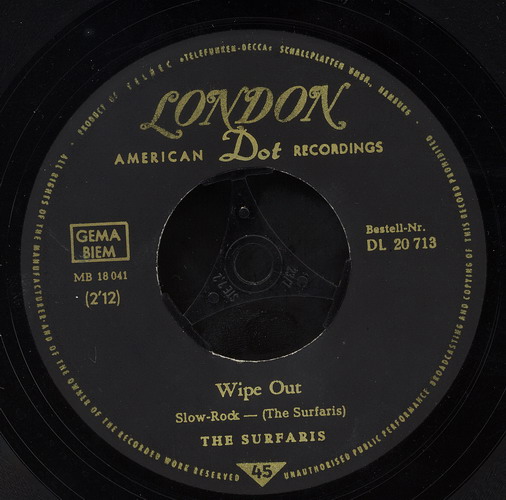 · PRODUCT OF TELDEC »TELEFUNKEN-DECCA« SCHALLPLATTEN GMBH., HAMBURG ·
LONDON
AMERICAN Dot RECORDINGS
GEMA
BIEM
MB 18 041
(2'12)
Bestell-Nr.
DL 20 713
Wipe Out
Slow-Rock — (The Surfaris)
THE SURFARIS
45
ALL RIGHTS OF THE MANUFACTURER AND OF THE OWNER OF THE RECORDED WORK RESERVED
UNAUTHORISED PUBLIC PERFORMANCE BROADCASTING AND COPYING OF THIS RECORD PROHIBITED